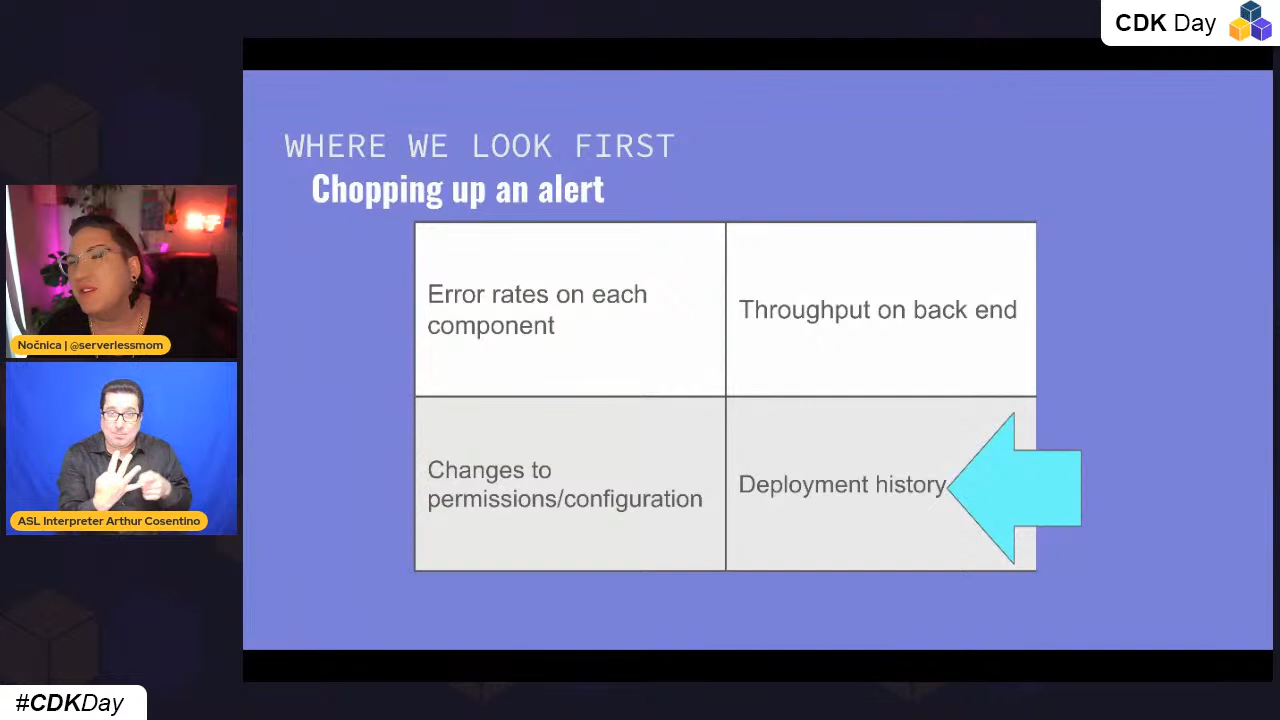 CDK Day
WHERE WE LOOK FIRST
Chopping up an alert
Error rates on each
component
Throughput on back end
Changes to
permissions/configuration
Deployment history
Nočnica | @serverlessmom
ASL Interpreter Arthur Cosentino
#CDKDay